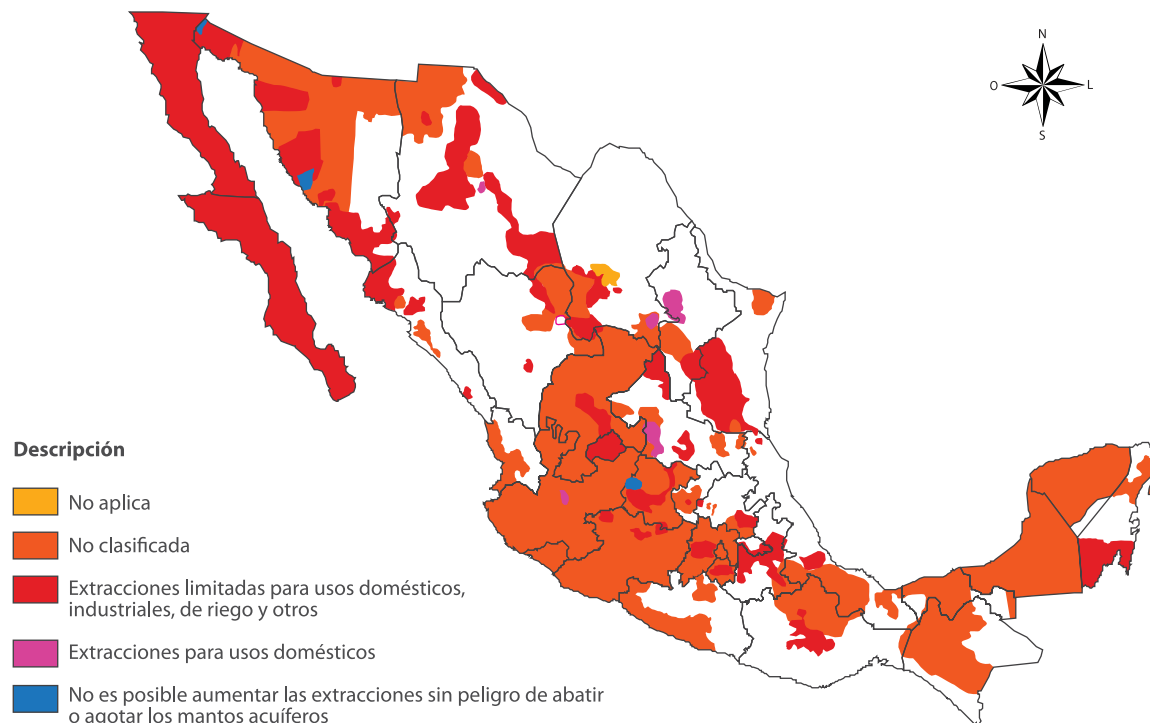 N
O
L
S
Descripción
No aplica
No clasificada
Extracciones limitadas para usos domésticos,
industriales, de riego y otros
Extracciones para usos domésticos
No es posible aumentar las extracciones sin peligro de abatir
o agotar los mantos acuíferos